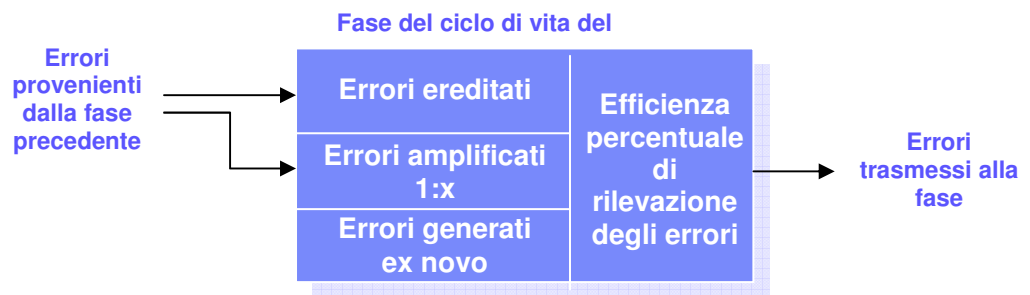 Fase del ciclo di vita del
Errori
provenienti
dalla fase
precedente
Errori ereditati
Errori amplificati
1:x
Errori generati
ex novo
Efficienza
percentuale
di
rilevazione
degli errori
Errori
trasmessi alla
fase